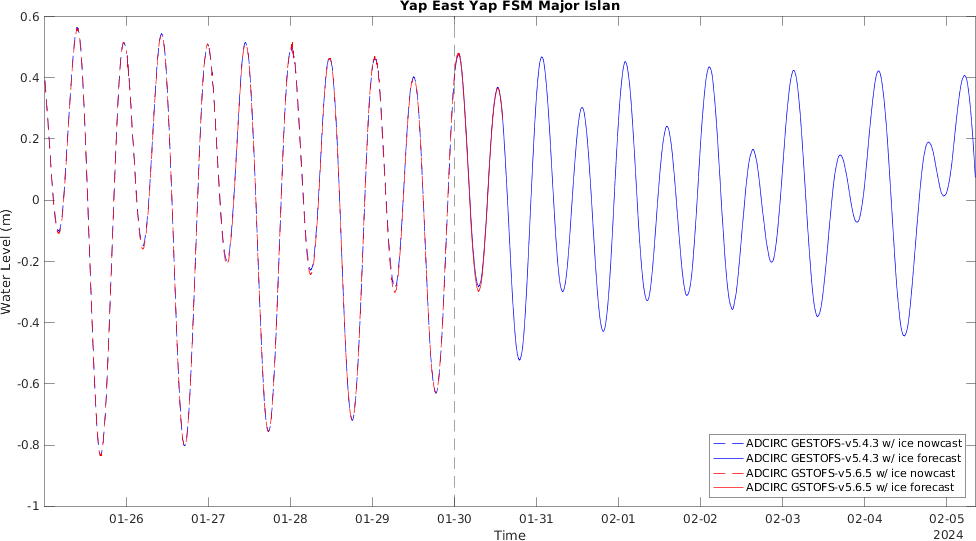 Yap East Yap FSM Major Islan
0.6
0.4
0.2
0
-0.2
-0.4
-0.6
-0.8
-1
Water Level (m)
ADCIRC GESTOFS-v5.4.3 w/ ice nowcast
ADCIRC GESTOFS-v5.4.3 w/ ice forecast
ADCIRC GSTOFS-v5.6.5 w/ ice nowcast
ADCIRC GSTOFS-v5.6.5 w/ ice forecast
01-26 01-27 01-28 01-29 01-30 01-31 02-01 02-02 02-03 02-04 02-05
Time 2024